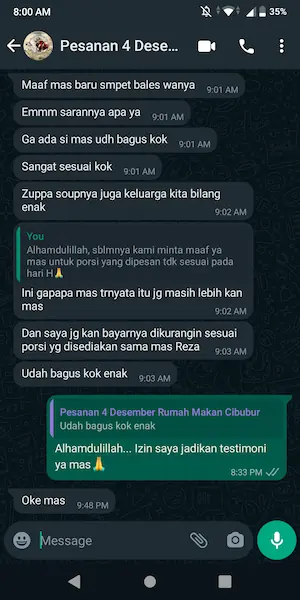 8:00 AM
35%
Pesanan 4 Dese...
Maaf mas baru smpet bales wanya
9:01 AM
Emmm sarannya apa ya
9:01 AM
Ga ada si mas udh bagus kok
9:01 AM
Sangat sesuai kok
9:01 AM
Zuppa soupnya juga keluarga kita bilang
enak
9:02 AM
You
Alhamdulillah, sblmnya kami minta maaf ya
mas untuk porsi yang dipesan tdk sesuai pada
hari H🙏
Ini gapapa mas trnyata itu jg masih lebih kan
mas
9:02 AM
Dan saya jg kan bayarnya dikurangin sesuai
porsi yg disediakan sama mas Reza
9:03 AM
Udah bagus kok enak
9:03 AM
Pesanan 4 Desember Rumah Makan Cibubur
Udah bagus kok enak
Alhamdulillah... Izin saya jadikan testimoni
ya mas🙏
8:33 PM
Oke mas
9:48 PM
Message